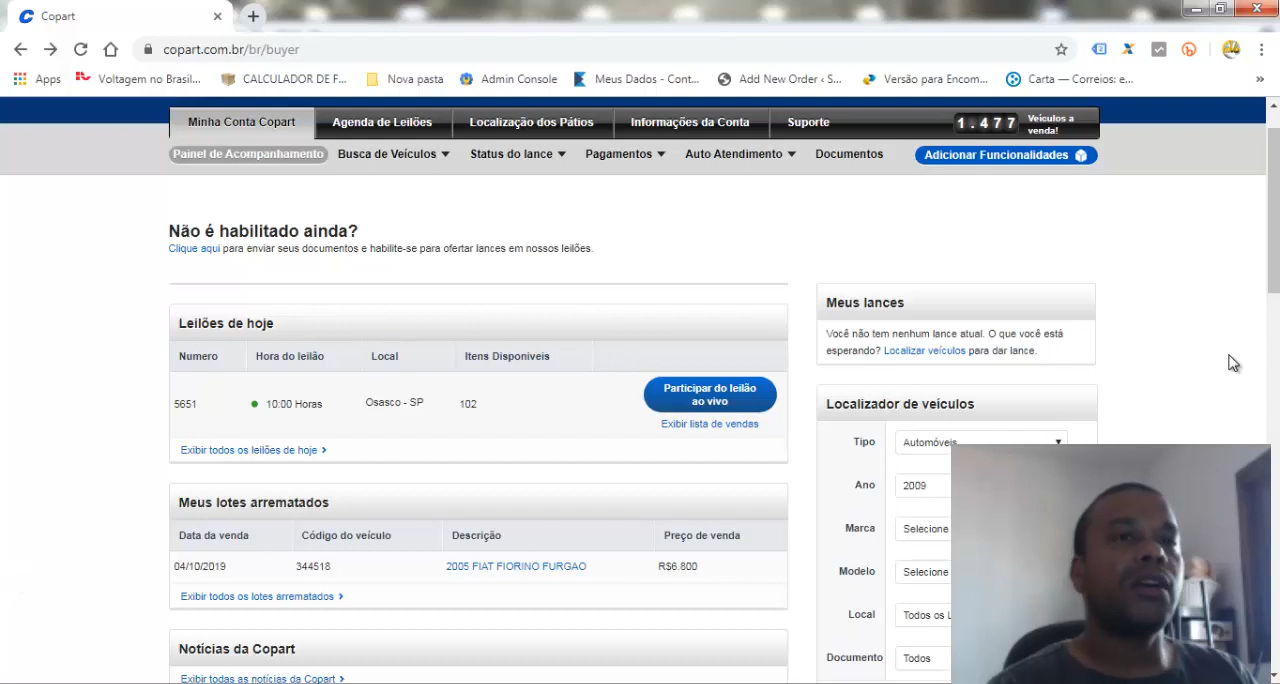 Copart
copart.com.br/br/buyer
Apps
Voltagem no Brasil...
CALCULADOR DE F...
Nova pasta
Admin Console
Meus Dados - Cont...
Add New Order ‹ S...
Versão para Encom...
Carta — Correios: e...
Minha Conta Copart
Agenda de Leilões
Localização dos Pátios
Informações da Conta
Suporte
1.477
Veículos a
venda!
Painel de Acompanhamento
Busca de Veículos
Status do lance
Pagamentos
Auto Atendimento
Documentos
Adicionar Funcionalidades
Não é habilitado ainda?
Clique aqui para enviar seus documentos e habilite-se para ofertar lances em nossos leilões.
Leilões de hoje
Numero Hora do leilão Local Itens Disponiveis
5651 10:00 Horas Osasco - SP 102
Participar do leilão
ao vivo
Exibir lista de vendas
Exibir todos os leilões de hoje
Meus lotes arrematados
Data da venda Código do veículo Descrição Preço de venda
04/10/2019 344518 2005 FIAT FIORINO FURGAO R$6.800
Exibir todos os lotes arrematados
Notícias da Copart
Exibir todas as notícias da Copart
Meus lances
Você não tem nenhum lance atual. O que você está
esperando? Localizar veículos para dar lance.
Localizador de veículos
Tipo Automóveis
Ano 2009
Marca Selecione
Modelo Selecione
Local Todos os L
Documento Todos